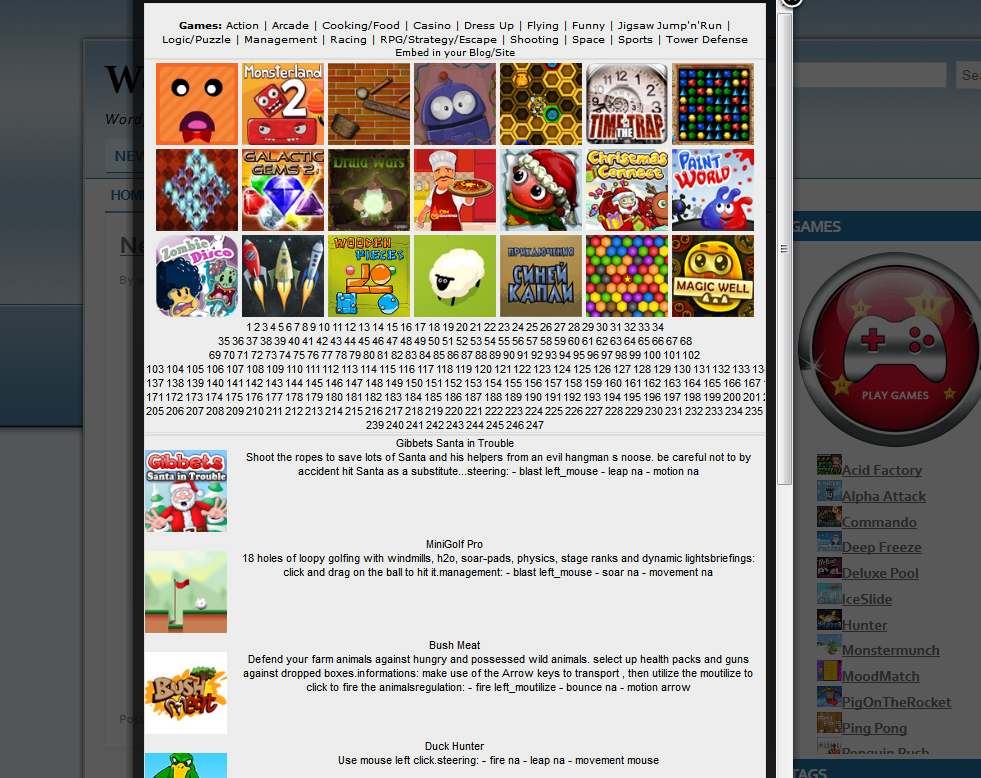 Games: Action | Arcade | Cooking/Food | Casino | Dress Up | Flying | Funny | Jigsaw Jump'n'Run |
Logic/Puzzle | Management | Racing | RPG/Strategy/Escape | Shooting | Space | Sports | Tower Defense
Embed in your Blog/Site
Monsterland
2
TIME
THE
TRAP
GALACTIC
GEMS 2
Druid Wars
Christmas
Connect
PAINT
WORLD
Zombie
Disco
WOODEN
PIECES
ПРИКЛЮЧЕНИЯ
СИНЕЙ
КАПЛИ
MAGIC WELL
1 2 3 4 5 6 7 8 9 10 11 12 13 14 15 16 17 18 19 20 21 22 23 24 25 26 27 28 29 30 31 32 33 34
35 36 37 38 39 40 41 42 43 44 45 46 47 48 49 50 51 52 53 54 55 56 57 58 59 60 61 62 63 64 65 66 67 68
69 70 71 72 73 74 75 76 77 78 79 80 81 82 83 84 85 86 87 88 89 90 91 92 93 94 95 96 97 98 99 100 101 102
103 104 105 106 107 108 109 110 111 112 113 114 115 116 117 118 119 120 121 122 123 124 125 126 127 128 129 130 131 132 133
137 138 139 140 141 142 143 144 145 146 147 148 149 150 151 152 153 154 155 156 157 158 159 160 161 162 163 164 165 166 167
171 172 173 174 175 176 177 178 179 180 181 182 183 184 185 186 187 188 189 190 191 192 193 194 195 196 197 198 199 200 201
205 206 207 208 209 210 211 212 213 214 215 216 217 218 219 220 221 222 223 224 225 226 227 228 229 230 231 232 233 234 235
239 240 241 242 243 244 245 246 247
Gibbets Santa in Trouble
Gibbets
Santa in Trouble
Shoot the ropes to save lots of Santa and his helpers from an evil hangman s noose. be careful not to by
accident hit Santa as a substitute...steering: - blast left_mouse - leap na - motion na
MiniGolf Pro
18 holes of loopy golfing with windmills, h2o, soar-pads, physics, stage ranks and dynamic lightsbriefings:
click and drag on the ball to hit it.management: - blast left_mouse - soar na - movement na
Bush Meat
Defend your farm animals against hungry and possessed wild animals. select up health packs and guns
against dropped boxes.informations: make use of the Arrow keys to transport , then utilize the moutilize to
click to fire the animalsregulation: - fire left_moutilize - bounce na - motion arrow
Duck Hunter
Use mouse left click.steering: - fire na - leap na - movement mouse
HOM
By
Post
GAMES
PLAY GAMES
Acid Factory
Alpha Attack
Commando
Deep Freeze
Deluxe Pool
IceSlide
Hunter
Monstermunch
MoodMatch
PigOnTheRocket
Ping Pong
Penguin Push
TAGS